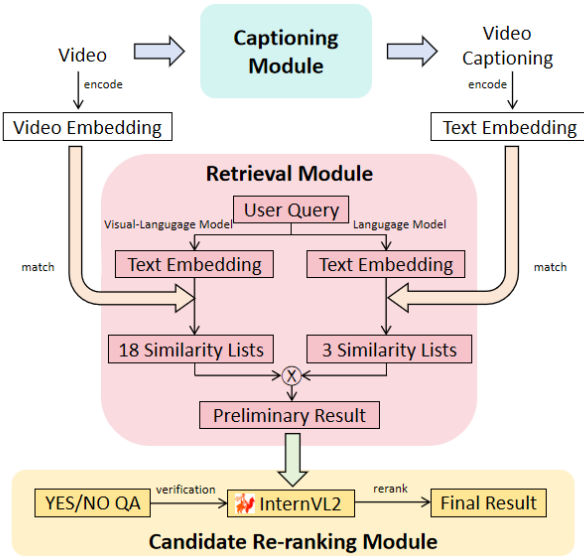 Video
Captioning
Module
Video
Captioning
encode
encode
Video Embedding
Text Embedding
Retrieval Module
User Query
Visual-Langugage Model
Langugage Model
Text Embedding
Text Embedding
match
match
18 Similarity Lists
3 Similarity Lists
X
Preliminary Result
YES/NO QA
verification
InternVL2
rerank
Final Result
Candidate Re-ranking Module